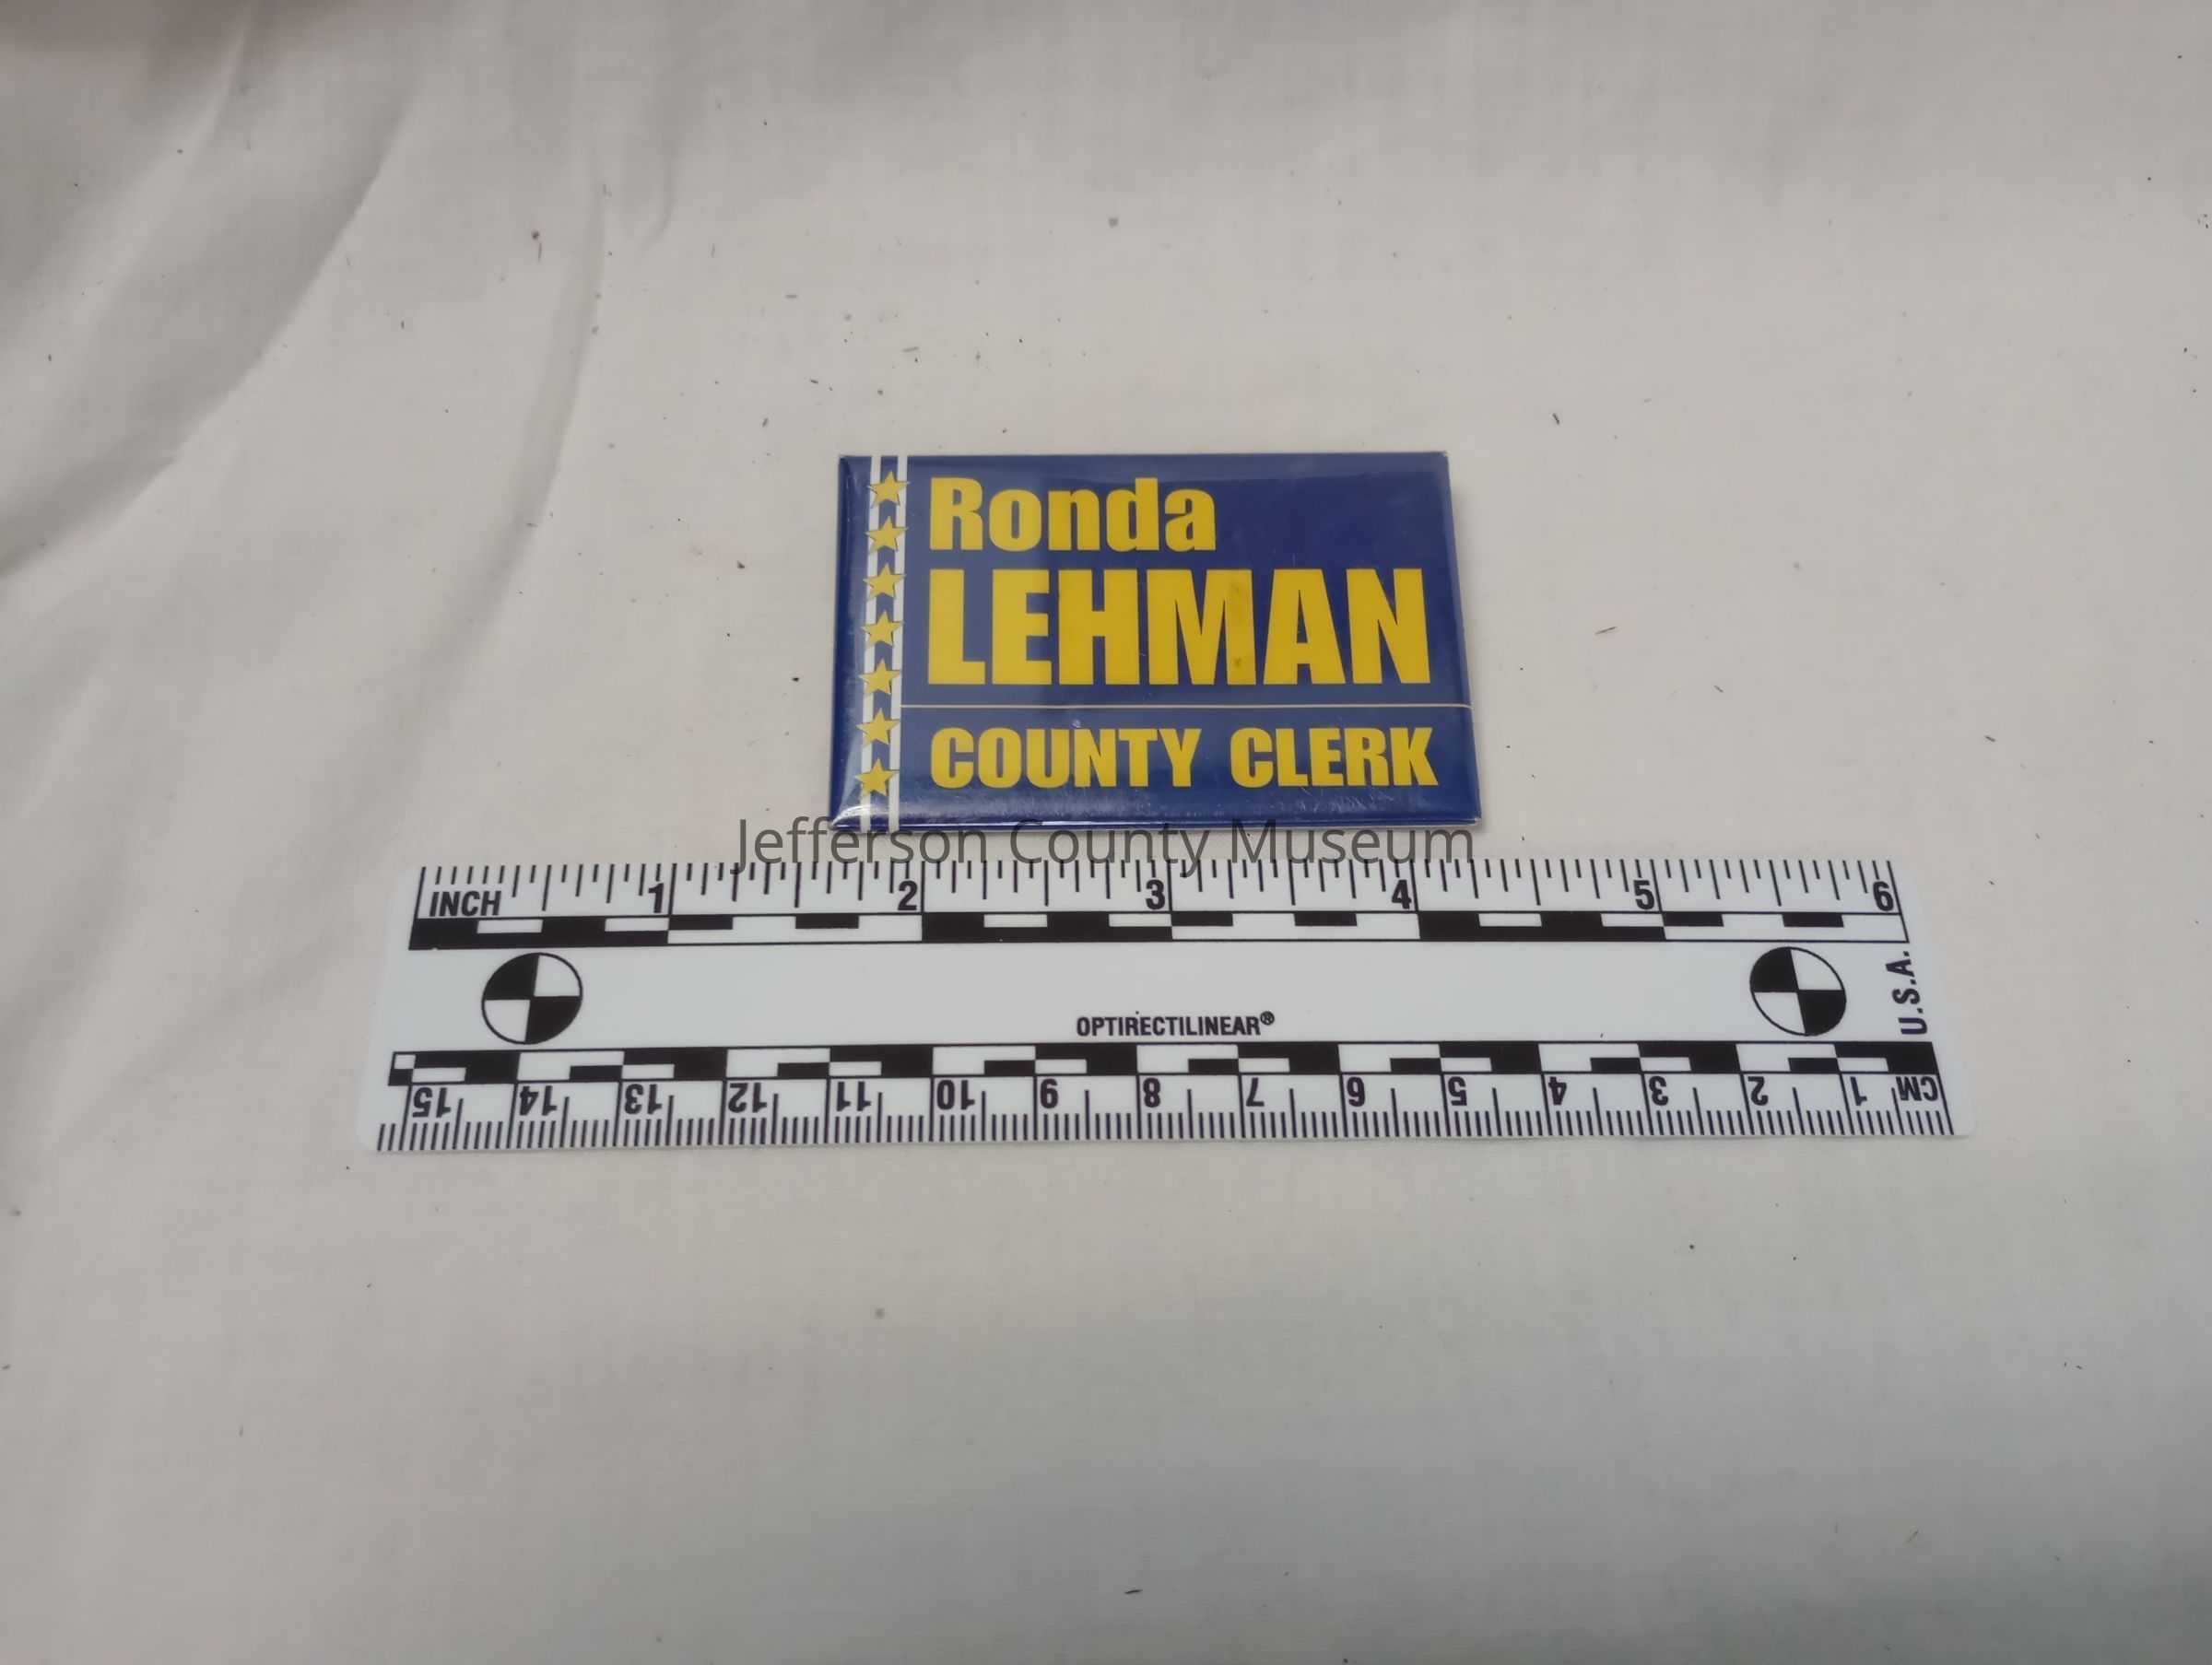 Ronda
LEHMAN
COUNTY CLERK
Jefferson County Museum
INCH 1 2 3 4 5 6
U.S.A.
OPTIRECTILINEAR®
15 14 13 12 11 10 9 8 7 6 5 4 3 2 1 CM